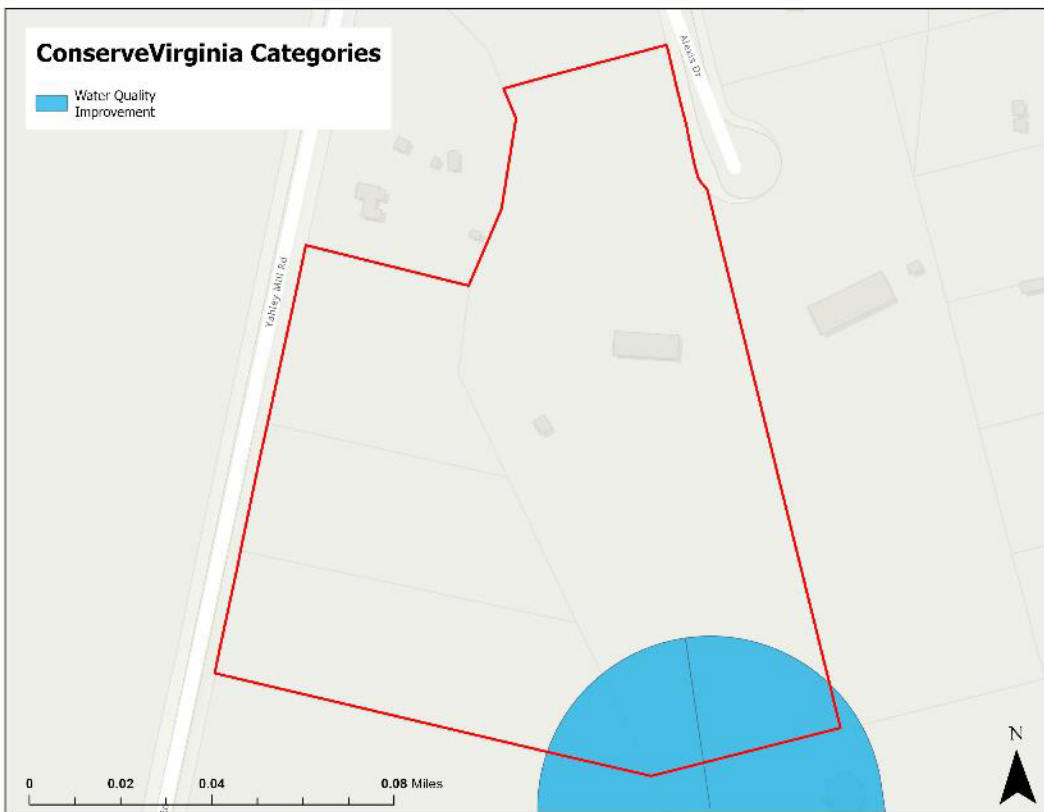 ConserveVirginia Categories
Water Quality
Improvement
Alexis Dr
Yahley Mill Rd
N
0 0.02 0.04 0.08 Miles